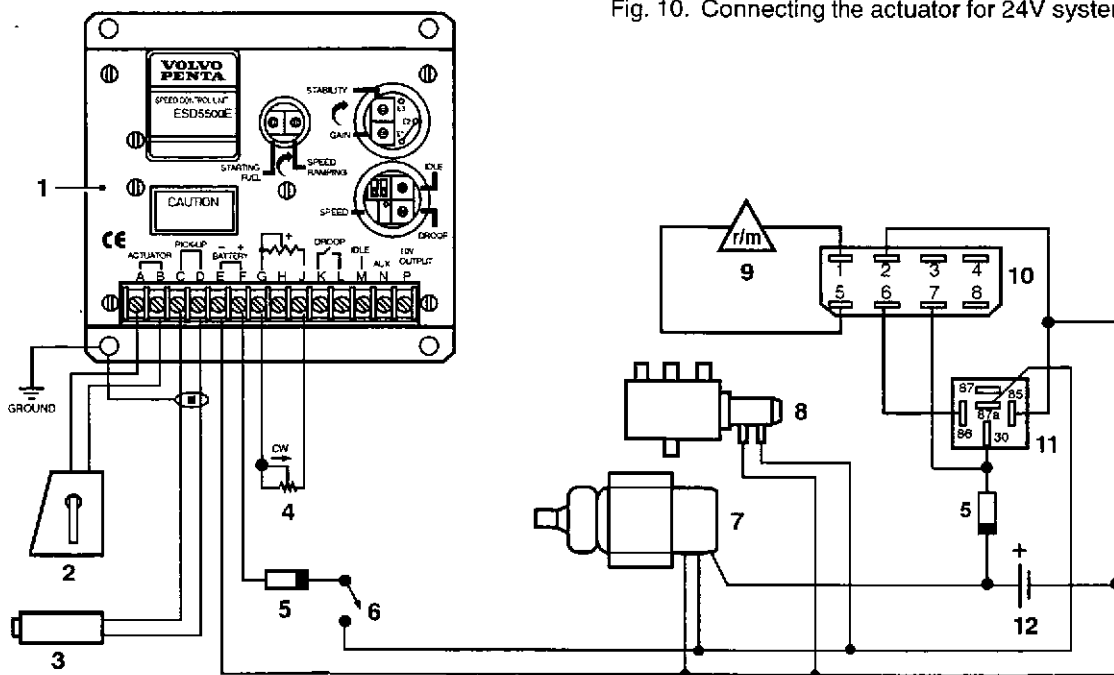 Fig. 10. Connecting the actuator for 24V system
VOLVO
PENTA
SPEED CONTROL UNIT
ESD5500E
STABILITY
GAIN
E3
E2
E1
STARTING
FUEL
SPEED
RAMPING
IDLE
SPEED
DROOP
1
CAUTION
CE
ACTUATOR
PICK-UP
- +
BATTERY
+
DROOP
IDLE
AUX
10V
OUTPUT
A B C D E F G H J K L M N P
GROUND
CW
2
3
4
5
6
7
8
r/m
9
1 2 3 4
5 6 7 8
10
87
87a
85
86
30
11
5
+
12